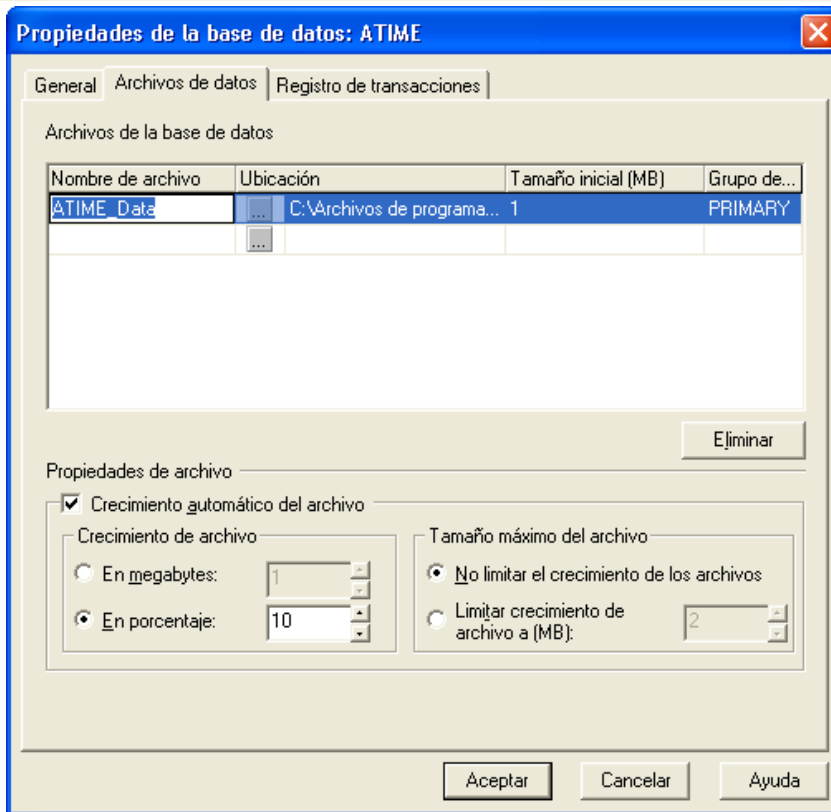 Propiedades de la base de datos: ATIME
General Archivos de datos Registro de transacciones
Archivos de la base de datos
Nombre de archivo Ubicación Tamaño inicial (MB) Grupo de...
ATIME_Data ... C:\Archivos de programa... 1 PRIMARY
...
Eliminar
Propiedades de archivo
Crecimiento automático del archivo
Crecimiento de archivo Tamaño máximo del archivo
En megabytes: 1 No limitar el crecimiento de los archivos
En porcentaje: 10 Limitar crecimiento de
archivo a (MB): 2
Aceptar Cancelar Ayuda